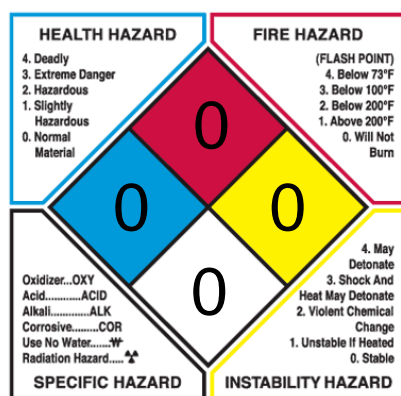 HEALTH HAZARD
4. Deadly
3. Extreme Danger
2. Hazardous
1. Slightly
Hazardous
0. Normal
Material
FIRE HAZARD
(FLASH POINT)
4. Below 73°F
3. Below 100°F
2. Below 200°F
1. Above 200°F
0. Will Not
Burn
0
0
0
0
Oxidizer...OXY
Acid.............ACID
Alkali............ALK
Corrosive.........COR
Use No Water.......W
Radiation Hazard.....
SPECIFIC HAZARD
4. May
Detonate
3. Shock And
Heat May Detonate
2. Violent Chemical
Change
1. Unstable If Heated
0. Stable
INSTABILITY HAZARD